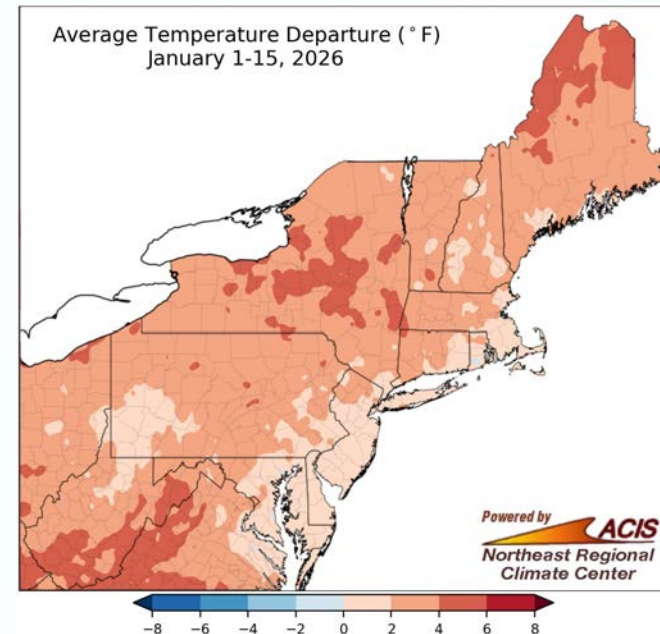 Average Temperature Departure (°F)
January 1-15, 2026
Powered by
ACIS
Northeast Regional
Climate Center
−8 −6 −4 −2 0 2 4 6 8